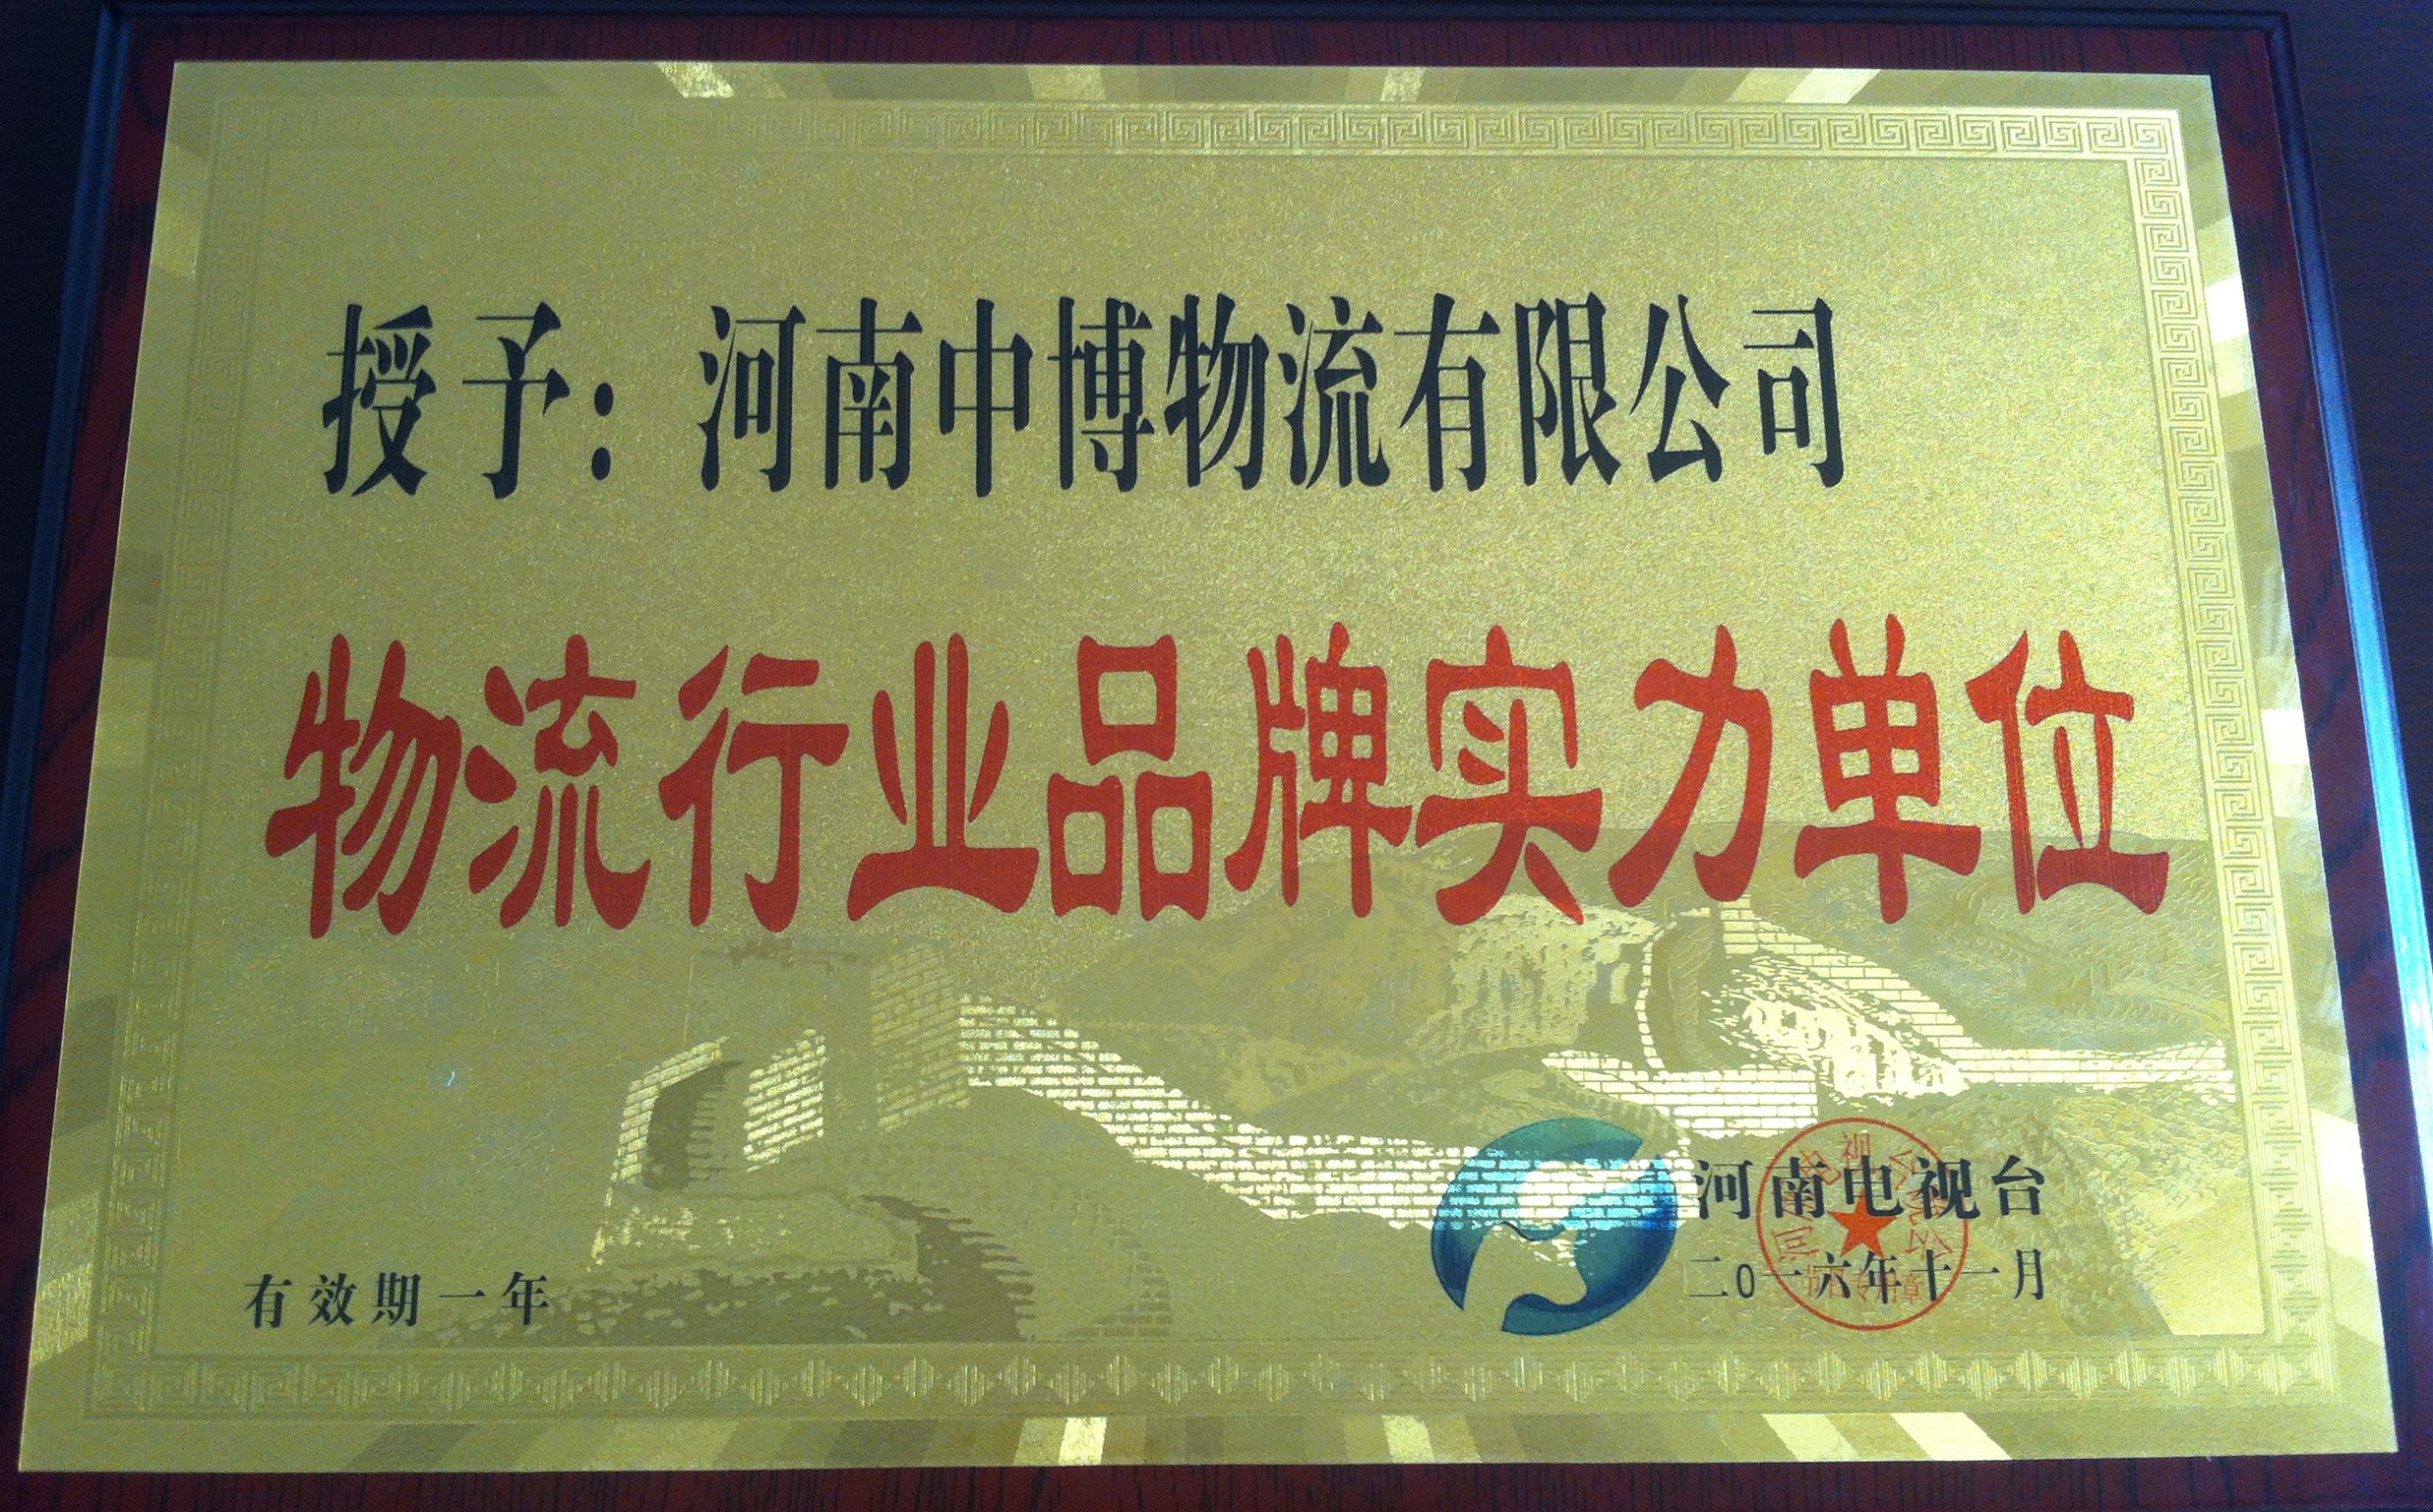 授予：河南中博物流有限公司
物流行业品牌实力单位
河南电视台
二0一六年十一月
有效期一年